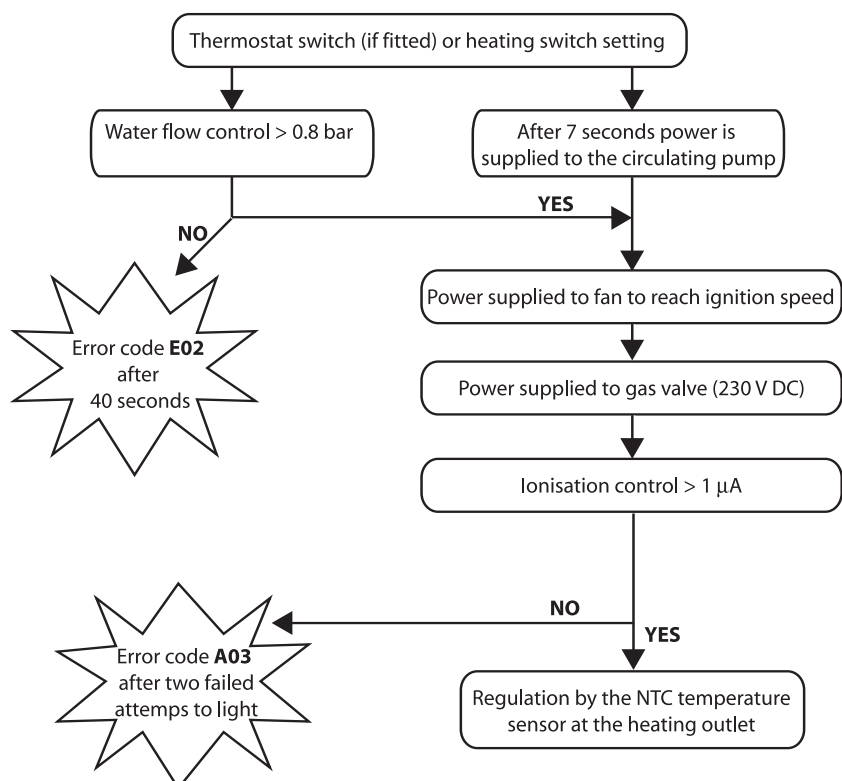 Thermostat switch (if fitted) or heating switch setting
Water flow control > 0.8 bar
After 7 seconds power is
supplied to the circulating pump
YES
NO
Power supplied to fan to reach ignition speed
Error code E02
after
40 seconds
Power supplied to gas valve (230 V DC)
Ionisation control > 1 μA
NO
YES
Error code A03
after two failed
attemps to light
Regulation by the NTC temperature
sensor at the heating outlet